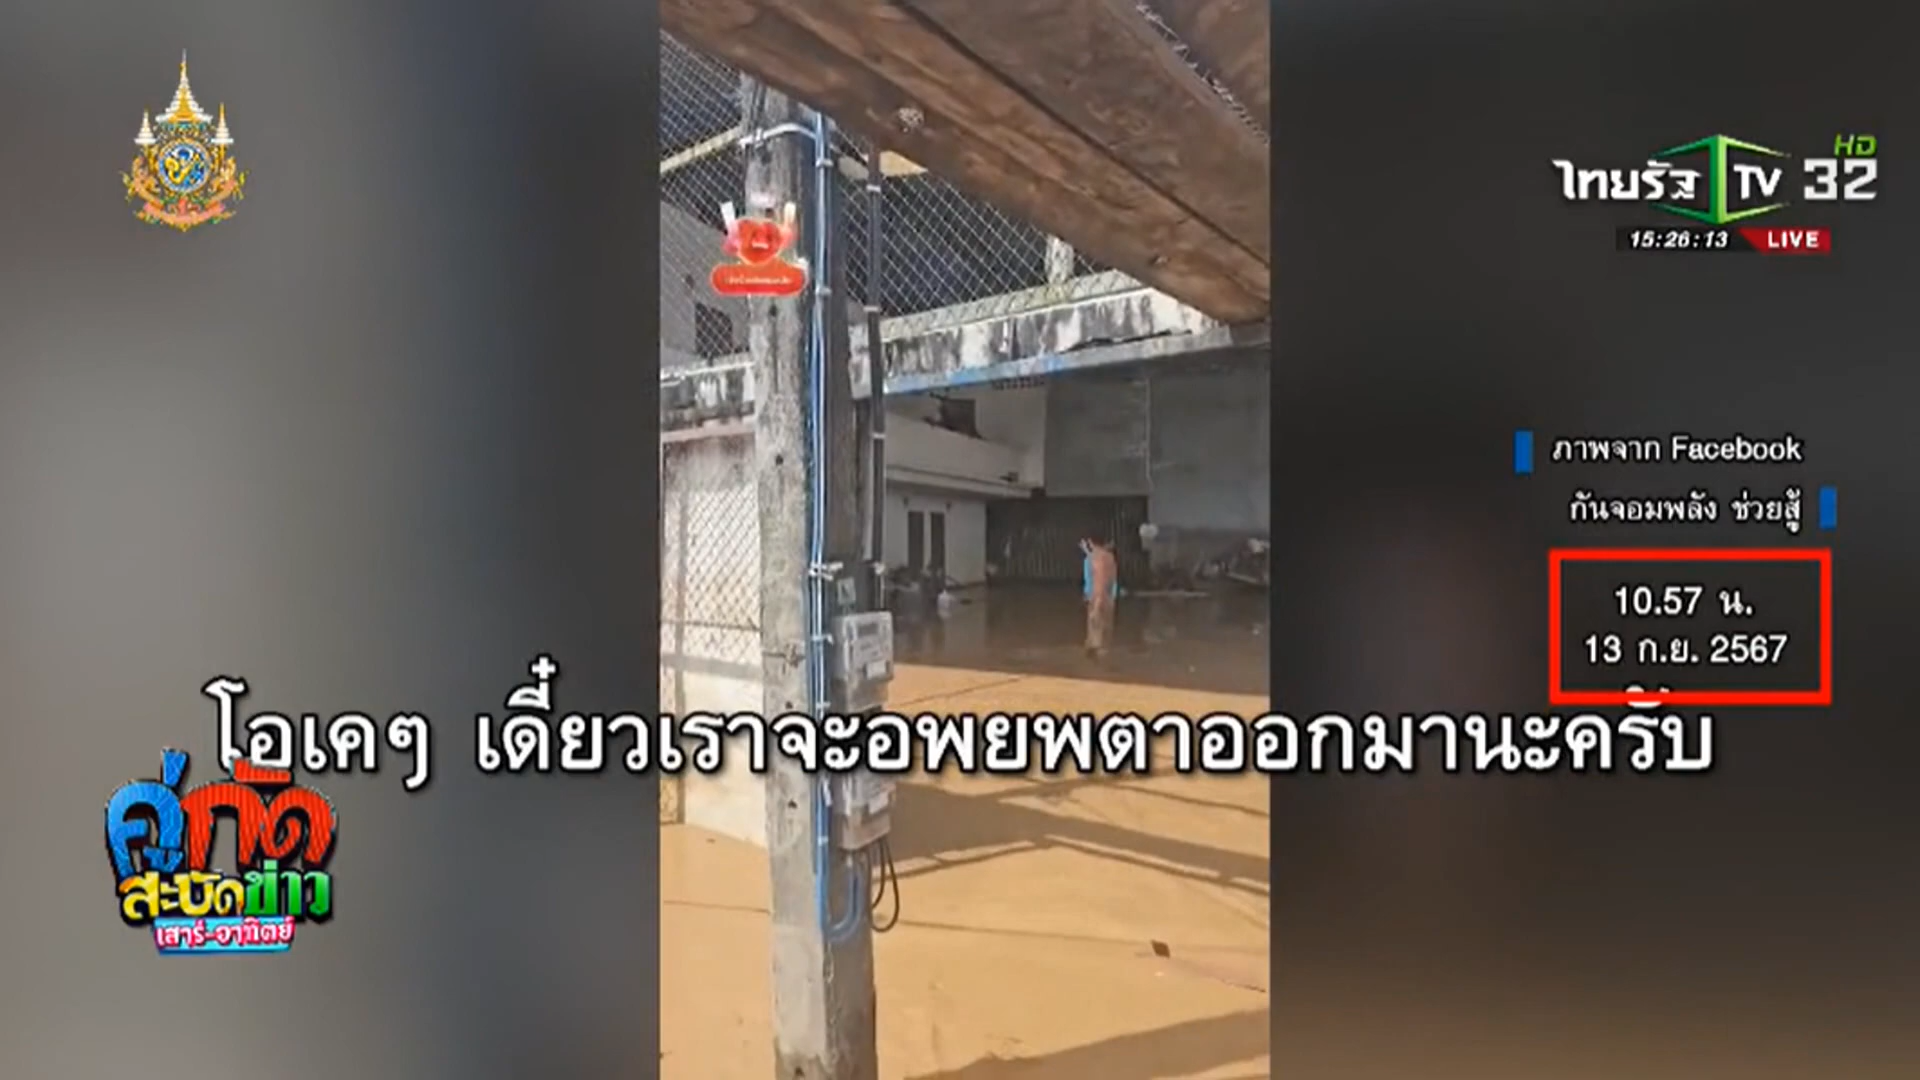 ไทยรัฐ TV 32 HD
15:26:13 LIVE
ภาพจาก Facebook
กันจอมพลัง ช่วยสู้
10.57 น.
13 ก.ย. 2567
โอเคๆ เดี๋ยวเราจะอพยพตาออกมานะครับ
คู่กัด
สะบัดข่าว
เสาร์-อาทิตย์